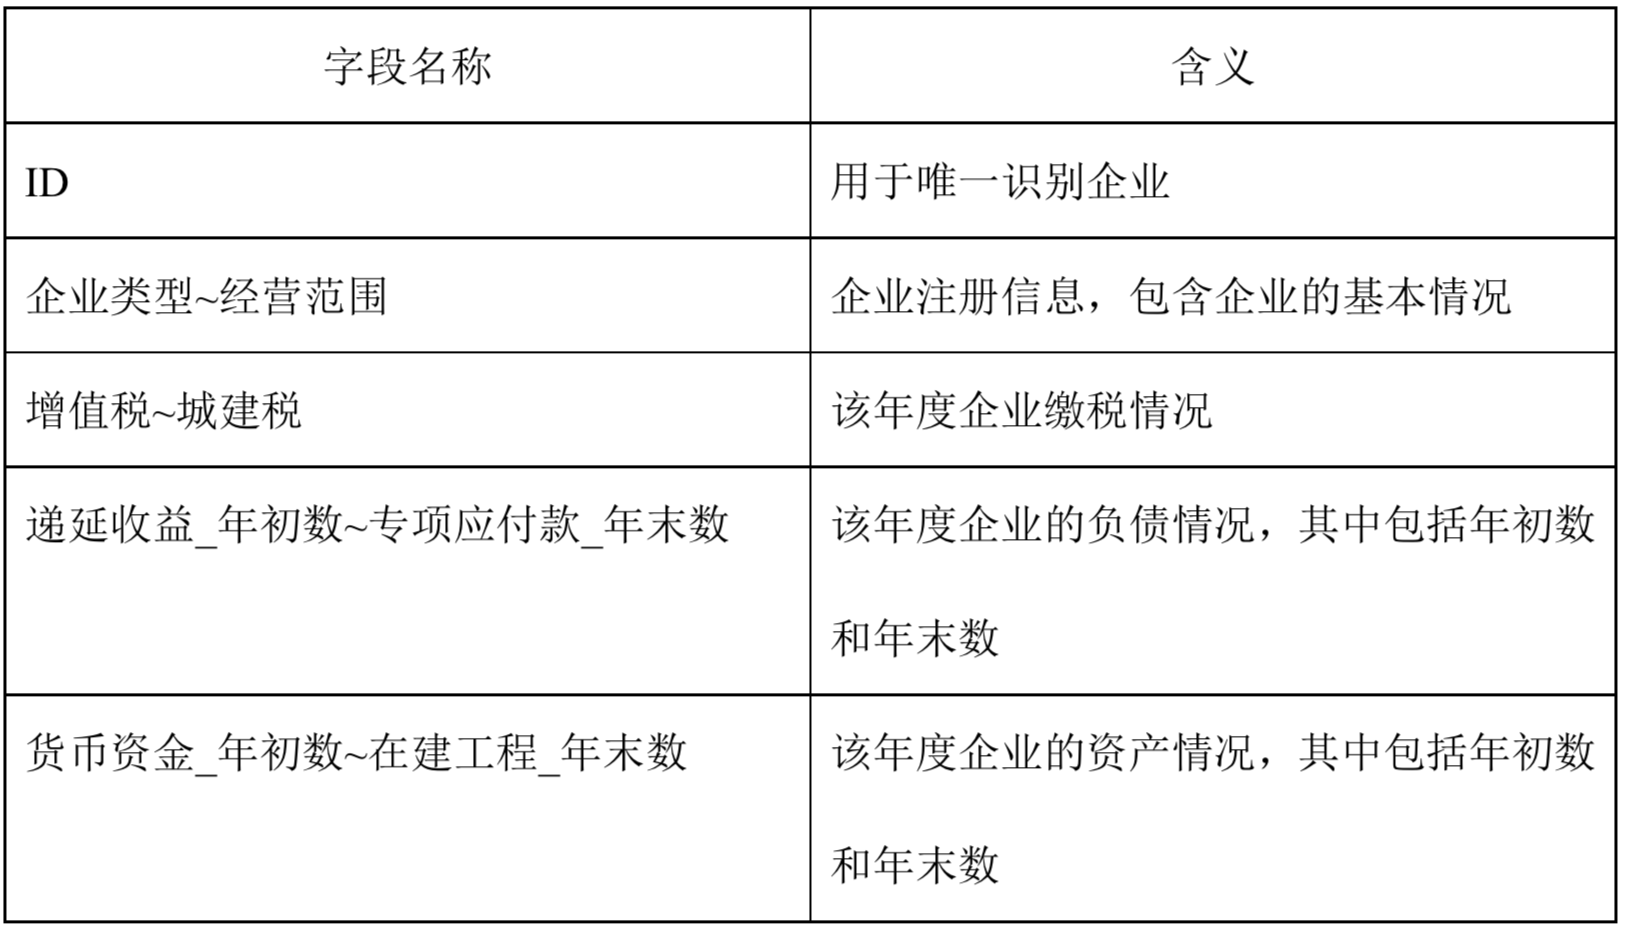 字段名称
含义
ID
用于唯一识别企业
企业类型~经营范围
企业注册信息，包含企业的基本情况
增值税~城建税
该年度企业缴税情况
递延收益_年初数~专项应付款_年末数
该年度企业的负债情况，其中包括年初数
和年末数
货币资金_年初数~在建工程_年末数
该年度企业的资产情况，其中包括年初数
和年末数